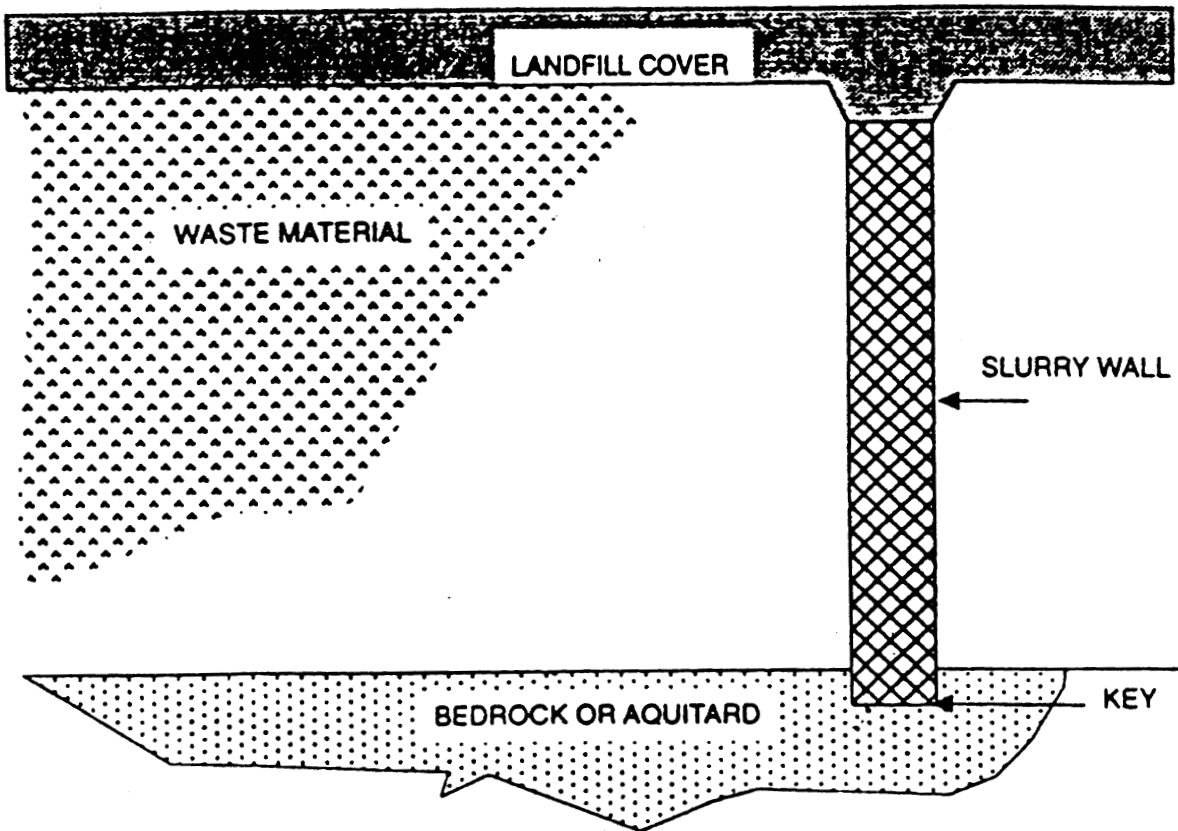 LANDFILL COVER
WASTE MATERIAL
SLURRY WALL
BEDROCK OR AQUITARD
KEY